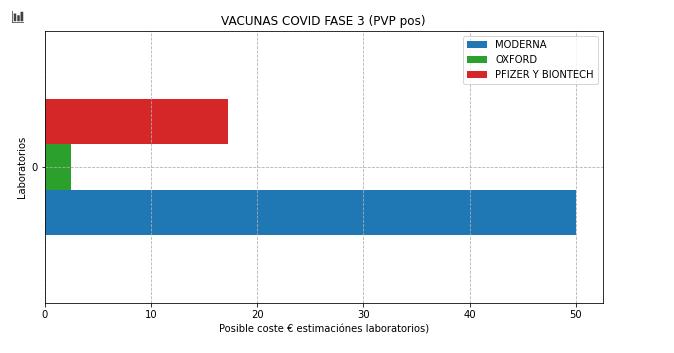 VACUNAS COVID FASE 3 (PVP pos)
MODERNA
OXFORD
PFIZER Y BIONTECH
Laboratorios
0
0 10 20 30 40 50
Posible coste € estimaciónes laboratorios)